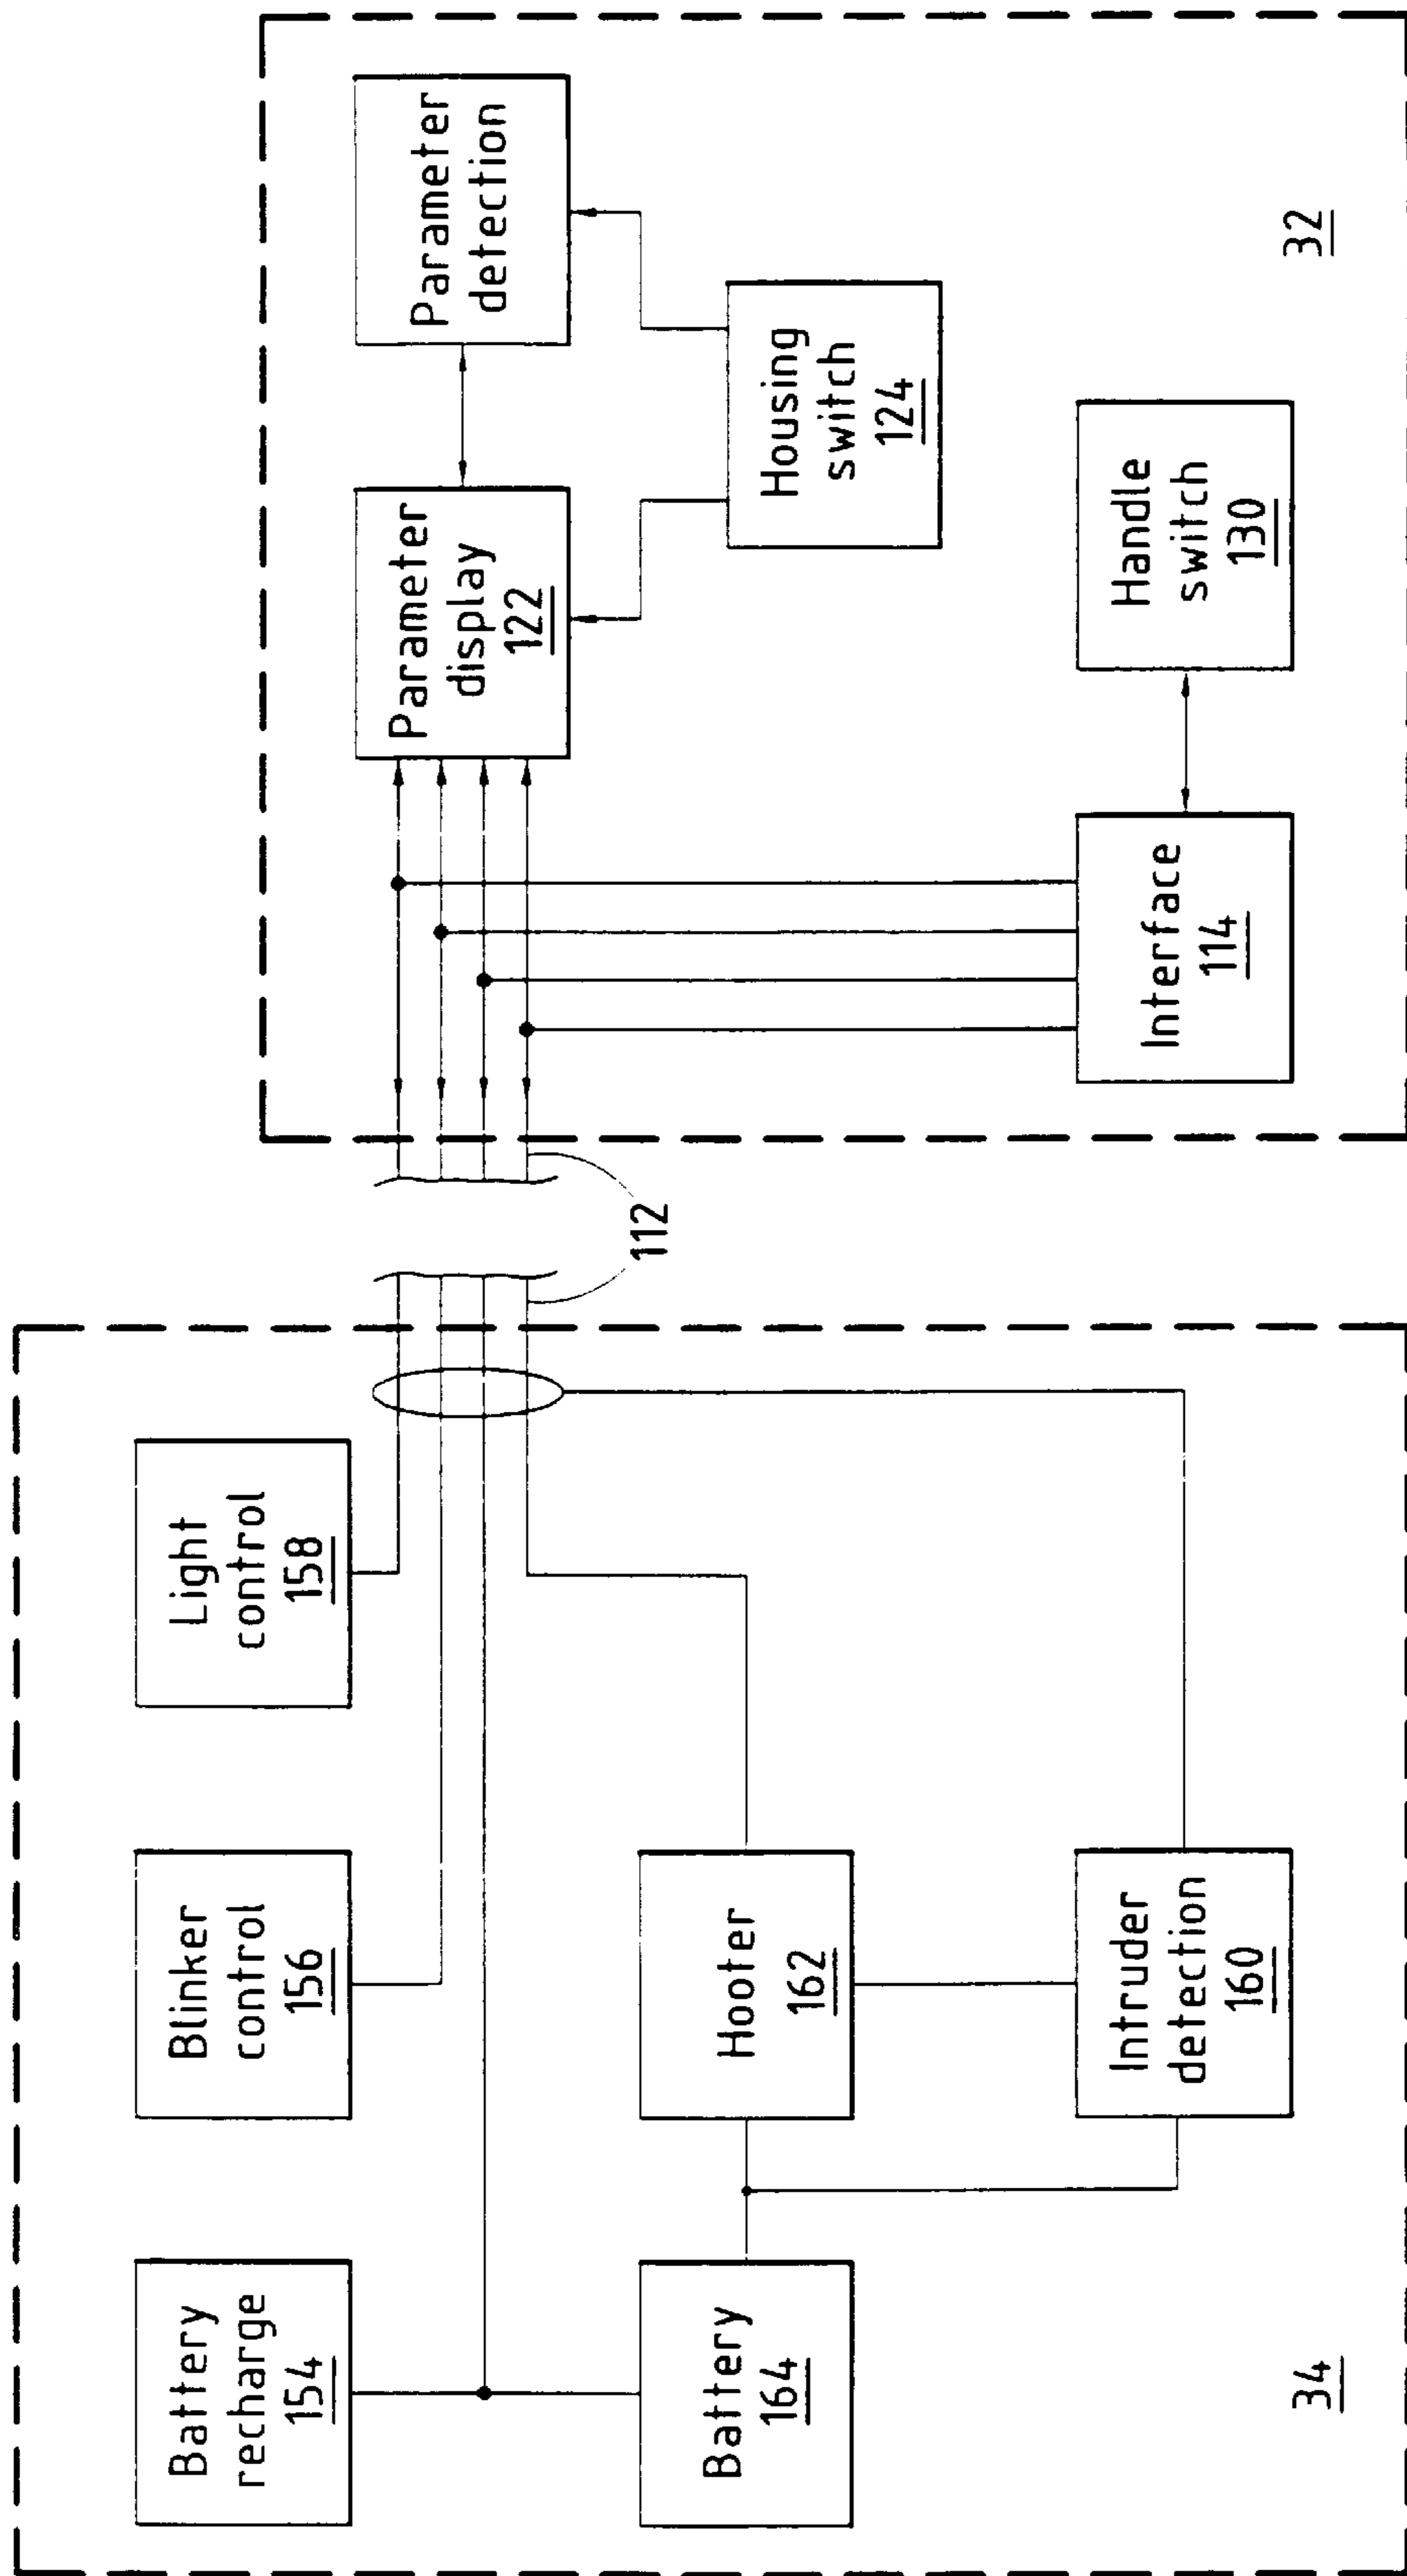 Battery
recharge
154
Blinker
control
156
Light
control
158
Battery
164
Hooter
162
Intruder
detection
160
34
112
Parameter
display
122
Parameter
detection
Housing
switch
124
Interface
114
Handle
switch
130
32